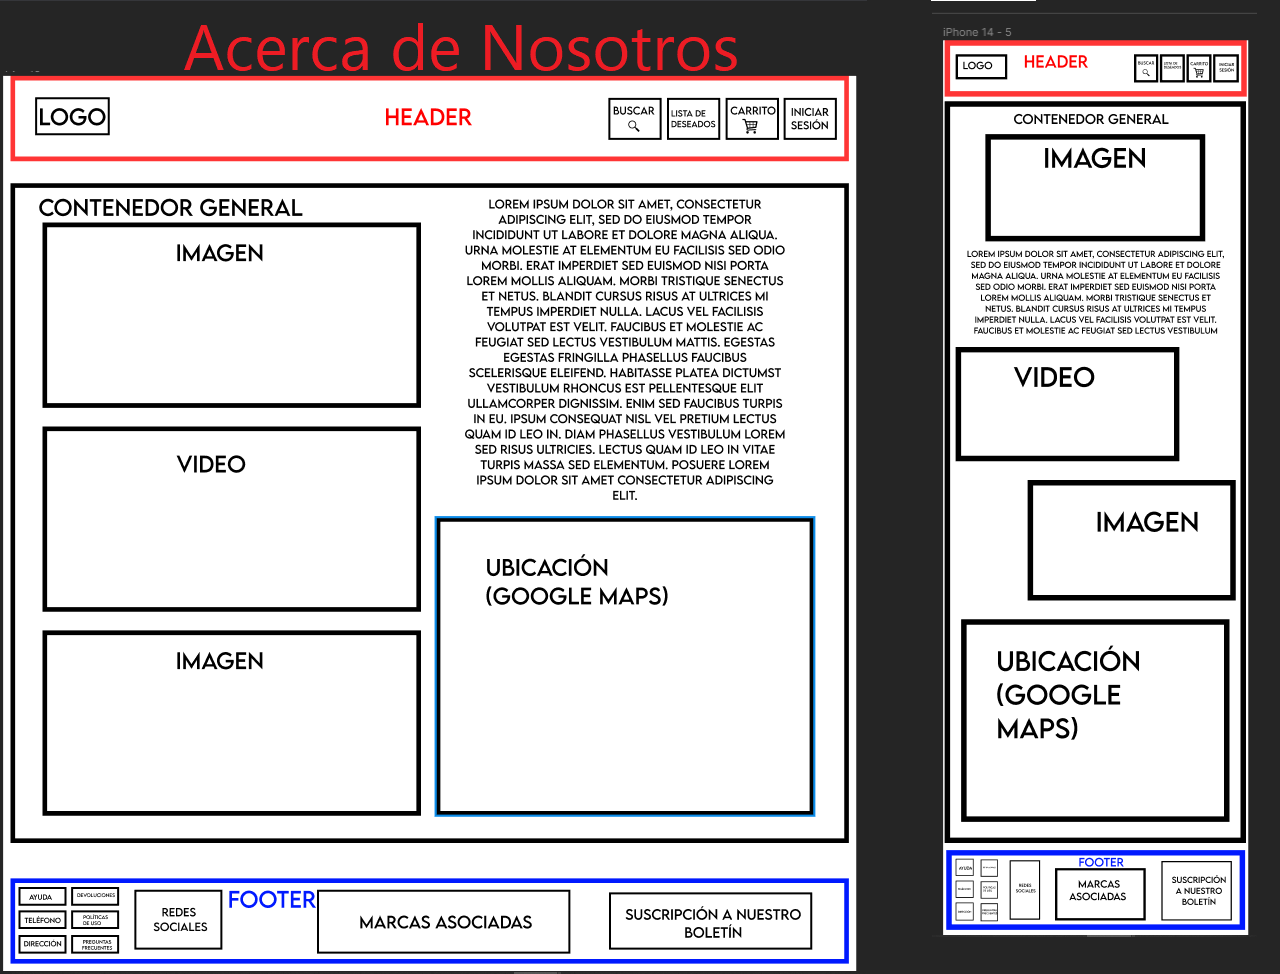 Acerca de Nosotros
LOGO
HEADER
BUSCAR
LISTA DE
DESEADOS
CARRITO
INICIAR
SESIÓN
CONTENEDOR GENERAL
IMAGEN
VIDEO
IMAGEN
LOREM IPSUM DOLOR SIT AMET, CONSECTETUR
ADIPISCING ELIT, SED DO EIUSMOD TEMPOR
INCIDIDUNT UT LABORE ET DOLORE MAGNA ALIQUA.
URNA MOLESTIE AT ELEMENTUM EU FACILISIS SED ODIO
MORBI. ERAT IMPERDIET SED EUISMOD NISI PORTA
LOREM MOLLIS ALIQUAM. MORBI TRISTIQUE SENECTUS
ET NETUS. BLANDIT CURSUS RISUS AT ULTRICES MI
TEMPUS IMPERDIET NULLA. LACUS VEL FACILISIS
VOLUTPAT EST VELIT. FAUCIBUS ET MOLESTIE AC
FEUGIAT SED LECTUS VESTIBULUM MATTIS. EGESTAS
EGESTAS FRINGILLA PHASELLUS FAUCIBUS
SCELERISQUE ELEIFEND. HABITASSE PLATEA DICTUMST
VESTIBULUM RHONCUS EST PELLENTESQUE ELIT
ULLAMCORPER DIGNISSIM. ENIM SED FAUCIBUS TURPIS
IN EU. IPSUM CONSEQUAT NISL VEL PRETIUM LECTUS
QUAM ID LEO IN. DIAM PHASELLUS VESTIBULUM LOREM
SED RISUS ULTRICIES. LECTUS QUAM ID LEO IN VITAE
TURPIS MASSA SED ELEMENTUM. POSUERE LOREM
IPSUM DOLOR SIT AMET CONSECTETUR ADIPISCING
ELIT.
UBICACIÓN
(GOOGLE MAPS)
AYUDA
DEVOLUCIONES
TELÉFONO
POLÍTICAS
DE USO
DIRECCIÓN
PREGUNTAS
FRECUENTES
REDES
SOCIALES
FOOTER
MARCAS ASOCIADAS
SUSCRIPCIÓN A NUESTRO
BOLETÍN
iPhone 14 - 5
LOGO
HEADER
BUSCAR
LISTA DE
DESEADOS
CARRITO
INICIAR
SESIÓN
CONTENEDOR GENERAL
IMAGEN
LOREM IPSUM DOLOR SIT AMET, CONSECTETUR ADIPISCING ELIT,
SED DO EIUSMOD TEMPOR INCIDIDUNT UT LABORE ET DOLORE
MAGNA ALIQUA. URNA MOLESTIE AT ELEMENTUM EU FACILISIS
SED ODIO MORBI. ERAT IMPERDIET SED EUISMOD NISI PORTA
LOREM MOLLIS ALIQUAM. MORBI TRISTIQUE SENECTUS ET
NETUS. BLANDIT CURSUS RISUS AT ULTRICES MI TEMPUS
IMPERDIET NULLA. LACUS VEL FACILISIS VOLUTPAT EST VELIT.
FAUCIBUS ET MOLESTIE AC FEUGIAT SED LECTUS VESTIBULUM
VIDEO
IMAGEN
UBICACIÓN
(GOOGLE
MAPS)
AYUDA
POLÍTICAS
DE USO
PREGUNTAS
FRECUENTES
REDES
SOCIALES
FOOTER
MARCAS
ASOCIADAS
SUSCRIPCIÓN
A NUESTRO
BOLETÍN